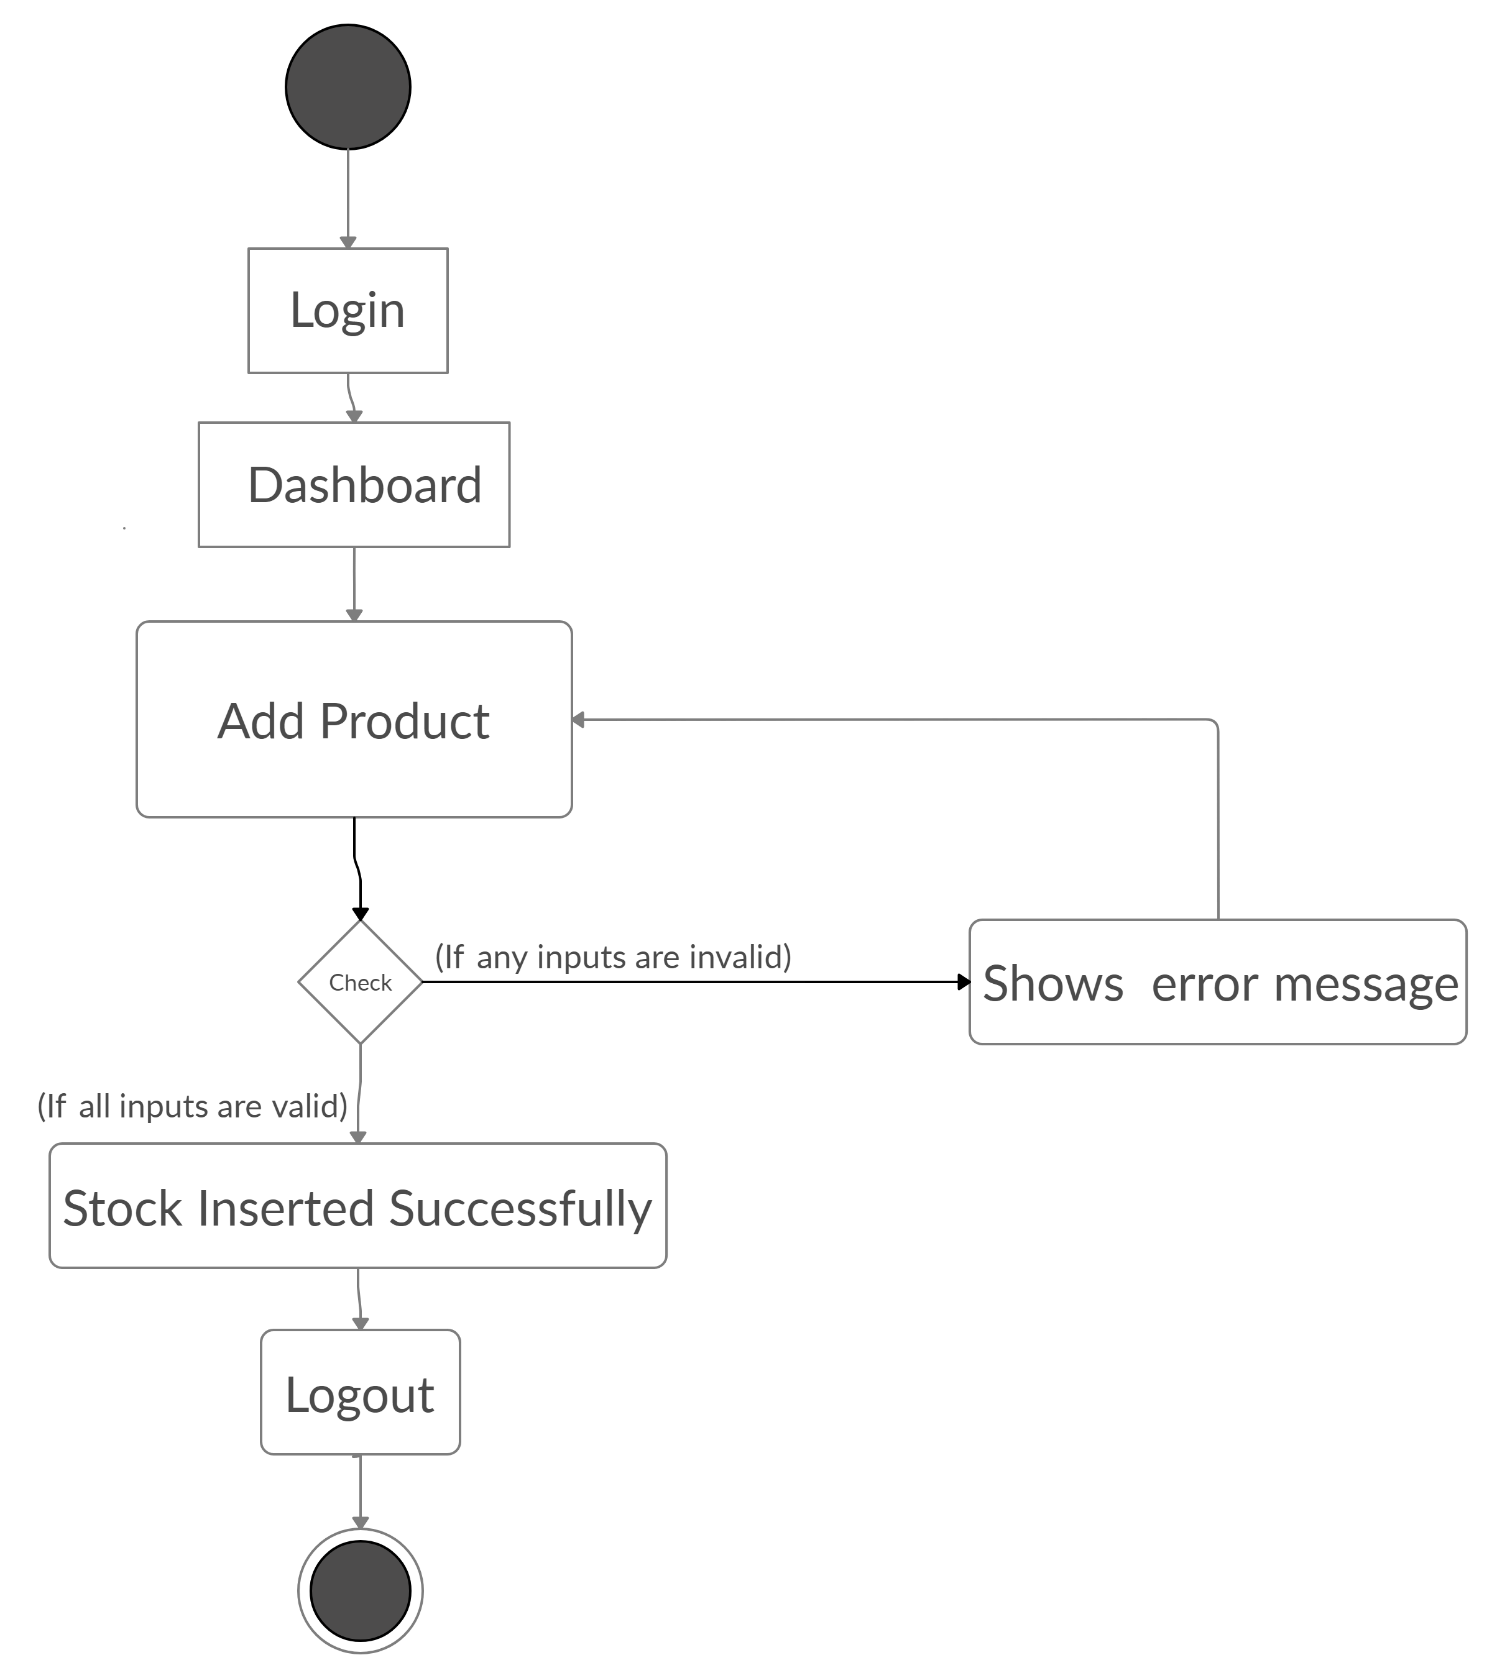 Login
Dashboard
Add Product
(If any inputs are invalid)
Check
Shows error message
(If all inputs are valid)
Stock Inserted Successfully
Logout